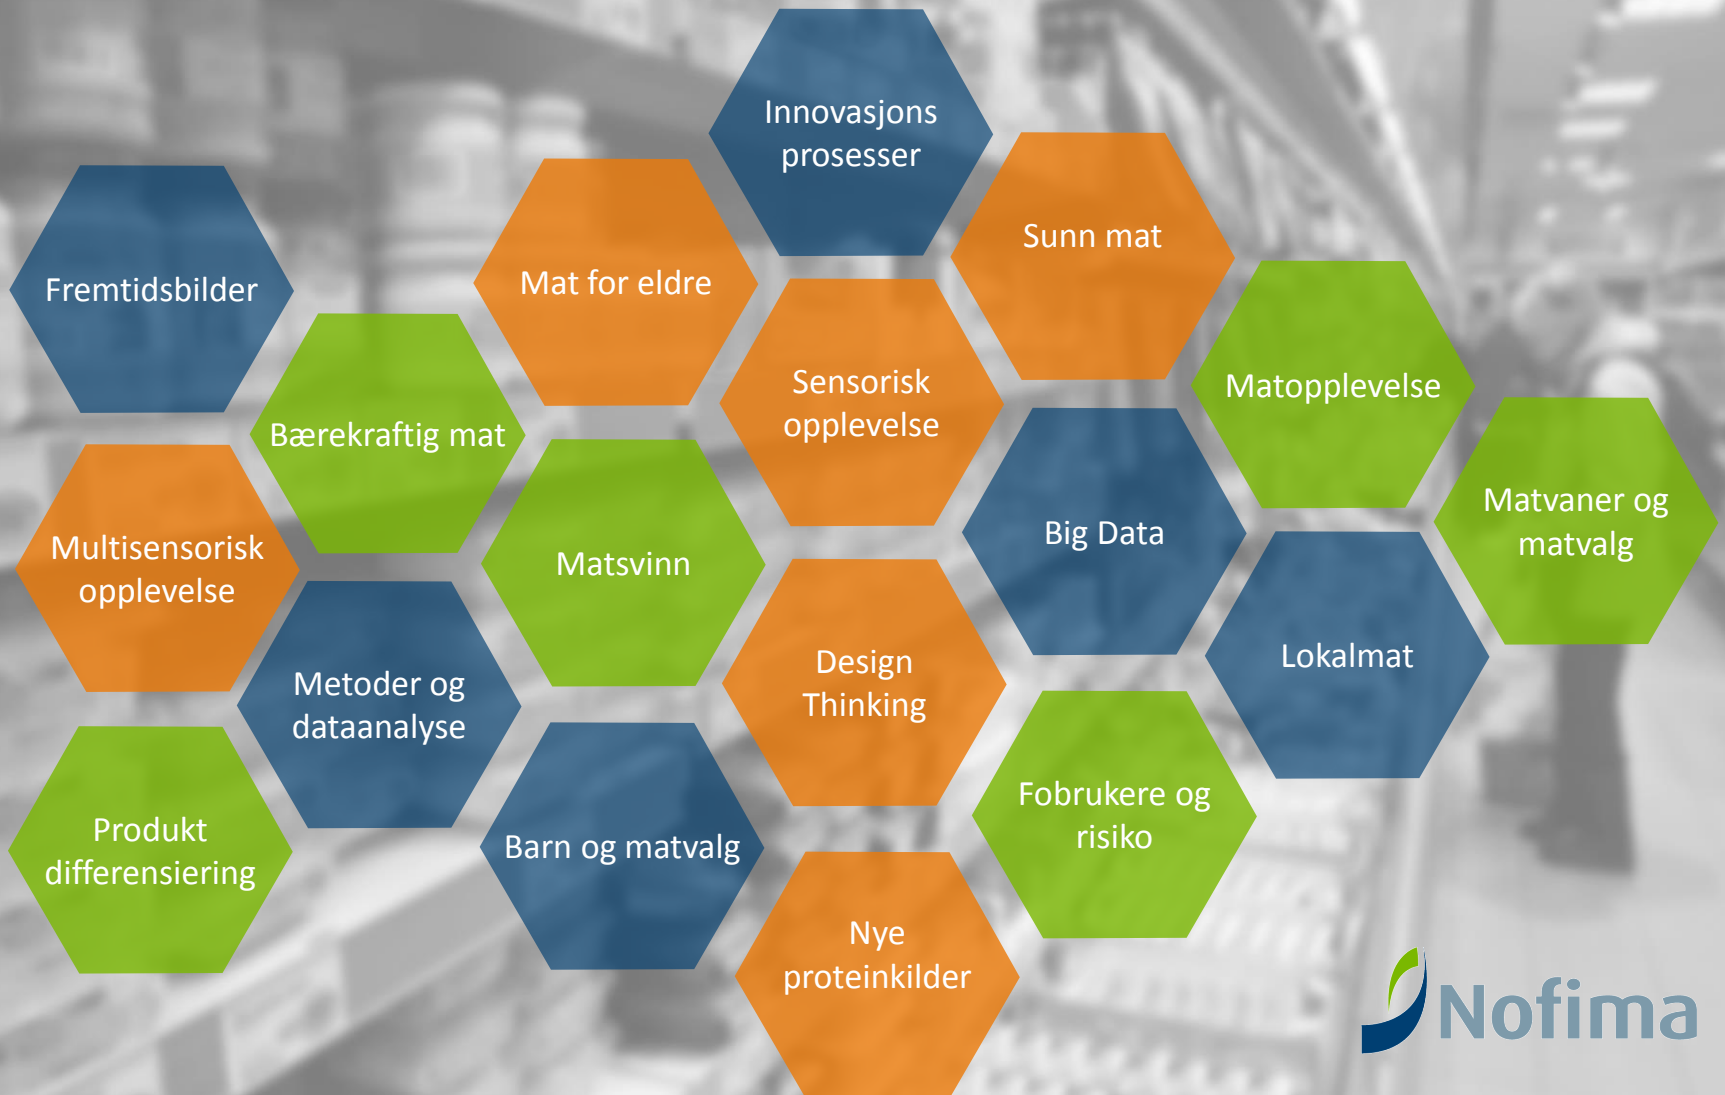 Innovasjons
prosesser
Sunn mat
Mat for eldre
Fremtidsbilder
Sensorisk
opplevelse
Matopplevelse
Bærekraftig mat
Matvaner og
matvalg
Big Data
Multisensorisk
opplevelse
Matsvinn
Lokalmat
Design
Thinking
Metoder og
dataanalyse
Fobrukere og
risiko
Produkt
differensiering
Barn og matvalg
Nye
proteinkilder
Nofima